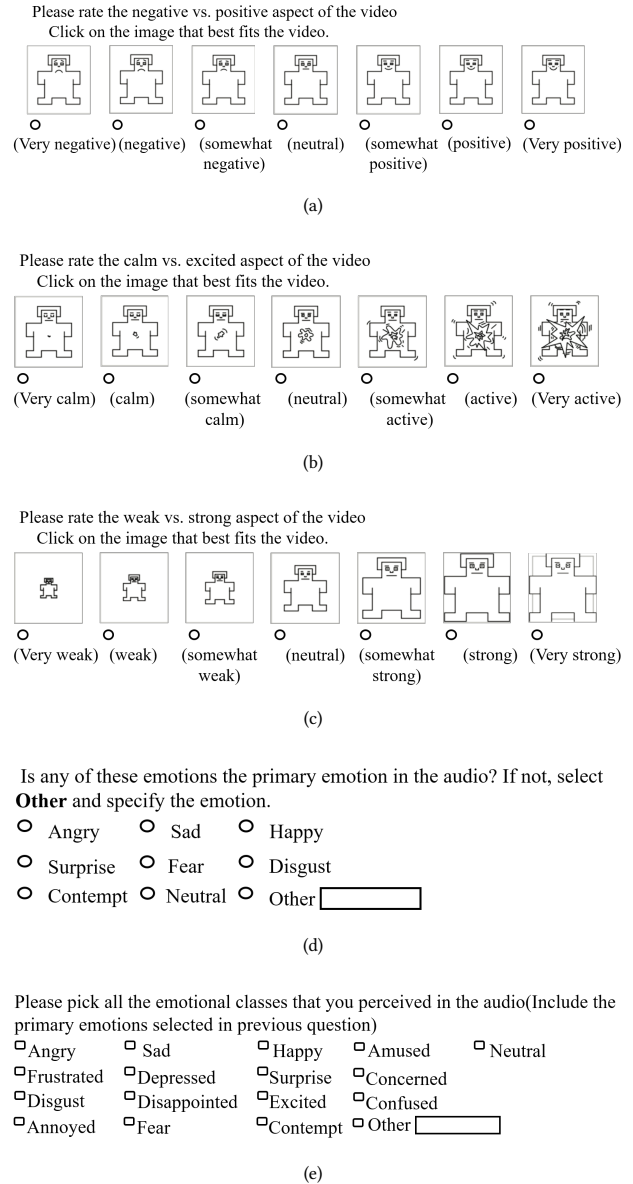 Please rate the negative vs. positive aspect of the video
Click on the image that best fits the video.
(Very negative) (negative) (somewhat negative) (neutral) (somewhat positive) (positive) (Very positive)
(a)
Please rate the calm vs. excited aspect of the video
Click on the image that best fits the video.
(Very calm) (calm) (somewhat calm) (neutral) (somewhat active) (active) (Very active)
(b)
Please rate the weak vs. strong aspect of the video
Click on the image that best fits the video.
(Very weak) (weak) (somewhat weak) (neutral) (somewhat strong) (strong) (Very strong)
(c)
Is any of these emotions the primary emotion in the audio? If not, select
Other and specify the emotion.
Angry Sad Happy
Surprise Fear Disgust
Contempt Neutral Other
(d)
Please pick all the emotional classes that you perceived in the audio(Include the
primary emotions selected in previous question)
Angry Sad Happy Amused Neutral
Frustrated Depressed Surprise Concerned
Disgust Disappointed Excited Confused
Annoyed Fear Contempt Other
(e)